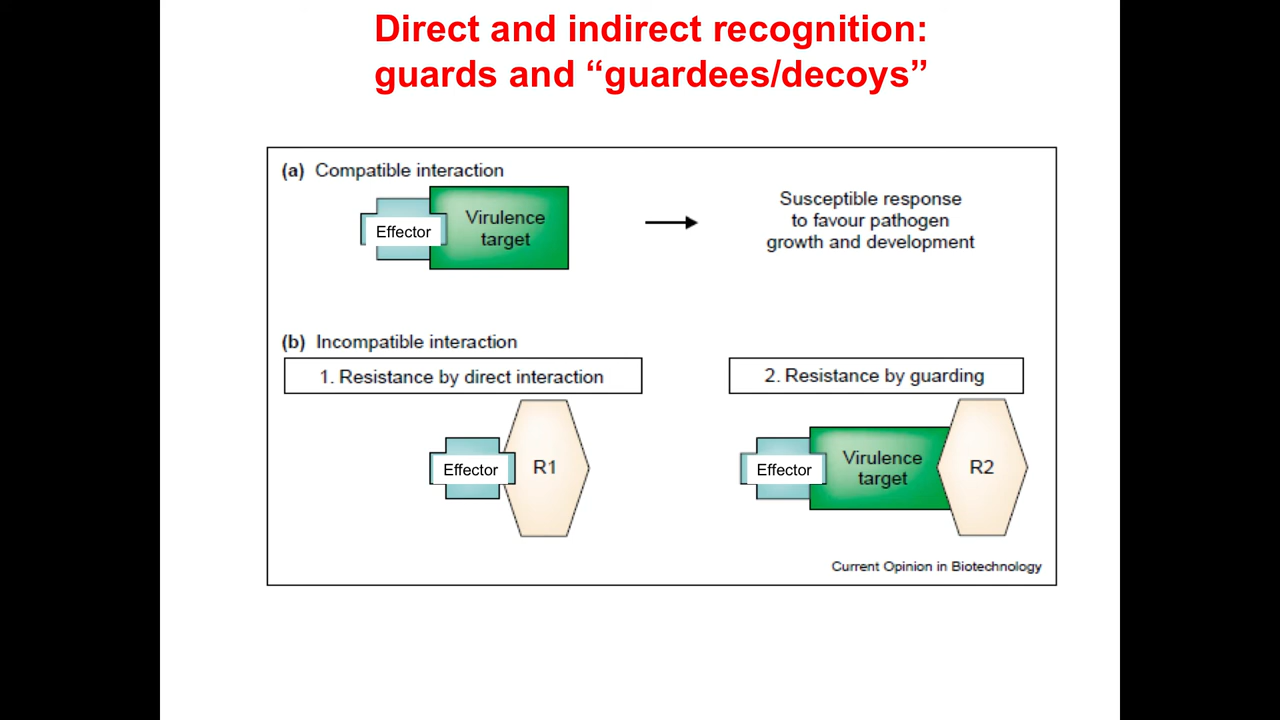 Direct and indirect recognition:
guards and “guardees/decoys”
(a) Compatible interaction
Effector
Virulence
target
Susceptible response
to favour pathogen
growth and development
(b) Incompatible interaction
1. Resistance by direct interaction
Effector
R1
2. Resistance by guarding
Effector
Virulence
target
R2
Current Opinion in Biotechnology